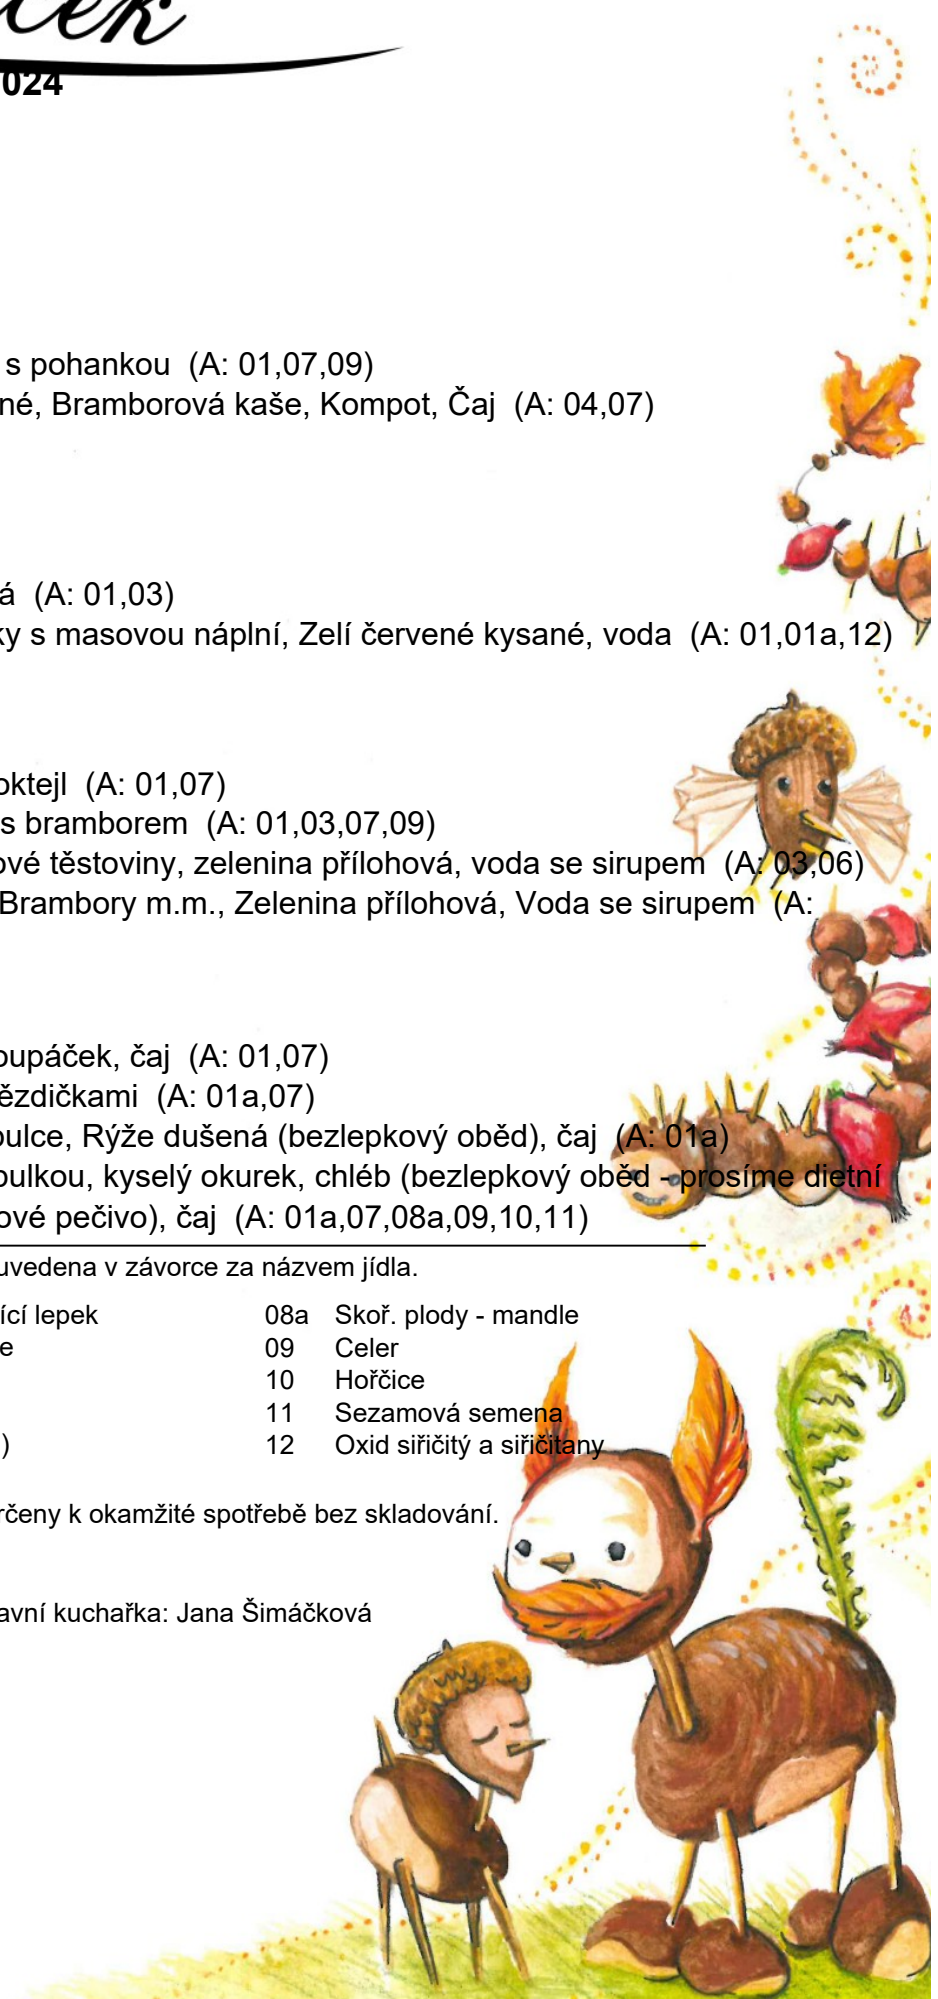 024
s pohankou (A: 01,07,09)
né, Bramborová kaše, Kompot, Čaj (A: 04,07)
á (A: 01,03)
ky s masovou náplní, Zelí červené kysané, voda (A: 01,01a,12)
oktejl (A: 01,07)
s bramborem (A: 01,03,07,09)
ové těstoviny, zelenina přílohová, voda se sirupem (A: 03,06)
Brambory m.m., Zelenina přílohová, Voda se sirupem (A:
oupáček, čaj (A: 01,07)
ězdičkami (A: 01a,07)
bulce, Rýže dušená (bezlepkový oběd), čaj (A: 01a)
bulkou, kyselý okurek, chléb (bezlepkový oběd - prosíme dietní
ové pečivo), čaj (A: 01a,07,08a,09,10,11)
uvedena v závorce za názvem jídla.
ící lepek 08a Skoř. plody - mandle
e 09 Celer
10 Hořčice
11 Sezamová semena
) 12 Oxid siřičitý a siřičitany
rčeny k okamžité spotřebě bez skladování.
avní kuchařka: Jana Šimáčková